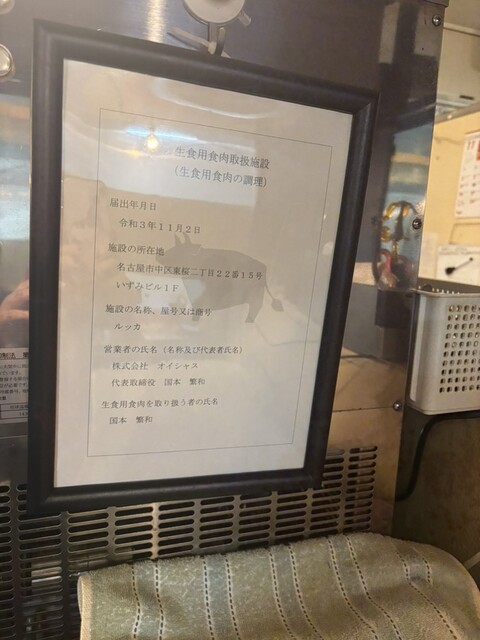 生食用食肉取扱施設
(生食用食肉の調理)
届出年月日
令和3年11月2日
施設の所在地
名古屋市中区東桜二丁目22番15号
いずみビル1F
施設の名称、屋号又は商号
ルッカ
営業者の氏名(名称及び代表者氏名)
株式会社 オイシャス
代表取締役 国本 繁和
生食用食肉を取り扱う者の氏名
国本 繁和